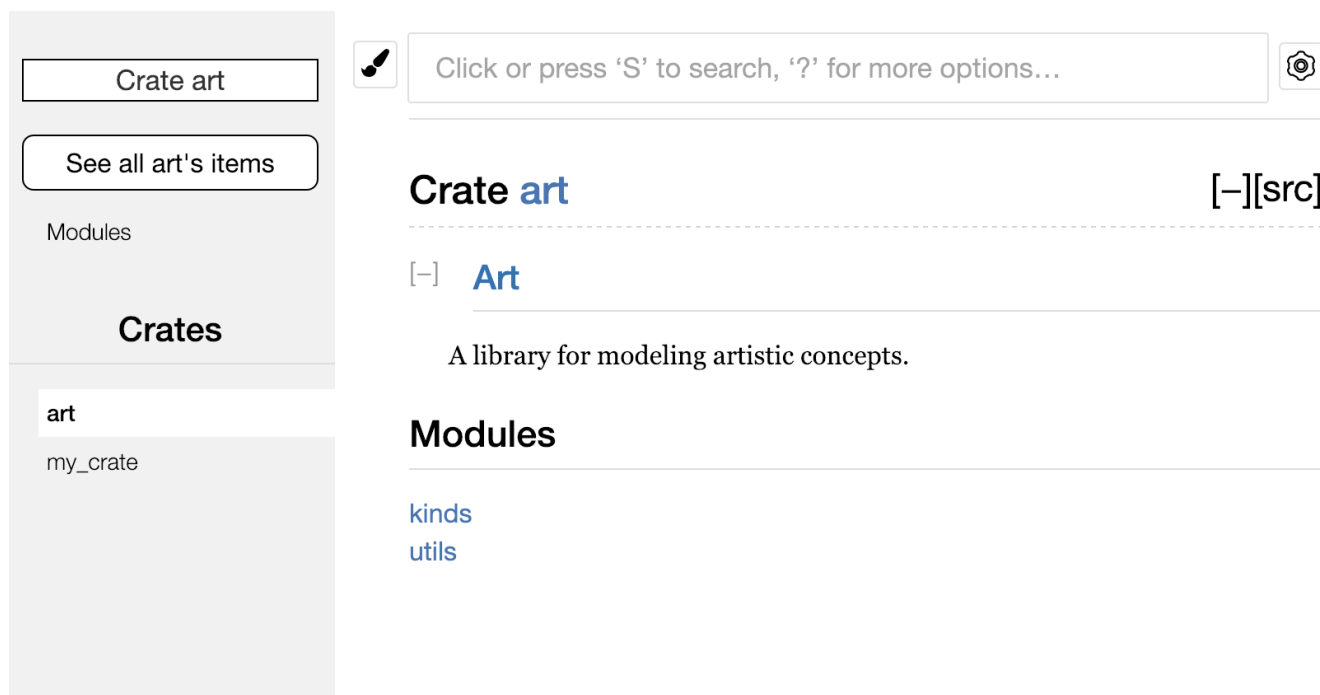 Crate art
See all art's items
Modules
Crates
art
my_crate
Click or press ‘S’ to search, ‘?’ for more options…
Crate art
[−][src]
[−] Art
A library for modeling artistic concepts.
Modules
kinds
utils